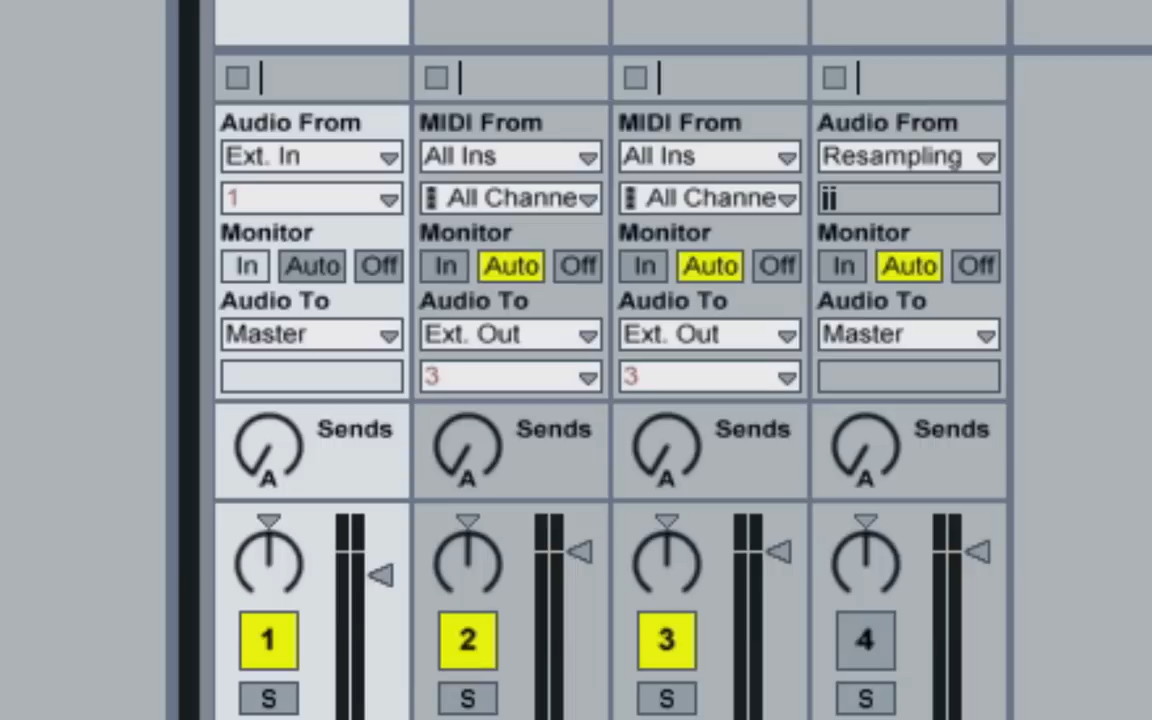 Audio From MIDI From MIDI From Audio From
Ext. In All Ins All Ins Resampling
1 All Channe All Channe ii
Monitor Monitor Monitor Monitor
In Auto Off In Auto Off In Auto Off In Auto Off
Audio To Audio To Audio To Audio To
Master Ext. Out Ext. Out Master
3 3
Sends Sends Sends Sends
A A A A
1 2 3 4
S S S S